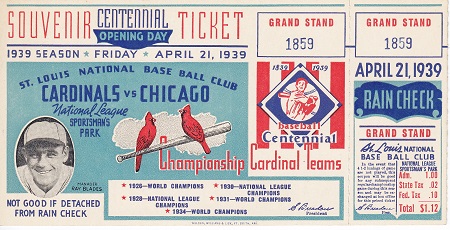 SOUVENIR CENTENNIAL TICKET
OPENING DAY
1939 SEASON ★ FRIDAY ★ APRIL 21, 1939
ST. LOUIS NATIONAL BASE BALL CLUB
CARDINALS VS CHICAGO
National League
SPORTSMAN'S
PARK
Championship Cardinal Teams
MANAGER
RAY BLADES
NOT GOOD IF DETACHED
FROM RAIN CHECK
★ 1926-WORLD CHAMPIONS
★ 1928-NATIONAL LEAGUE
CHAMPIONS
★ 1930-NATIONAL LEAGUE
CHAMPIONS
★ 1931-WORLD CHAMPIONS
★ 1934-WORLD CHAMPIONS
President
GRAND STAND
1859
1839 1939
baseball
Centennial
GRAND STAND
1859
APRIL 21, 1939
RAIN CHECK
GRAND STAND
St. Louis NATIONAL
BASE BALL CLUB
SPORTSMAN'S PARK
Adm. 1.00
State Tax .02
Fed. Tax .10
Total $1.12
President